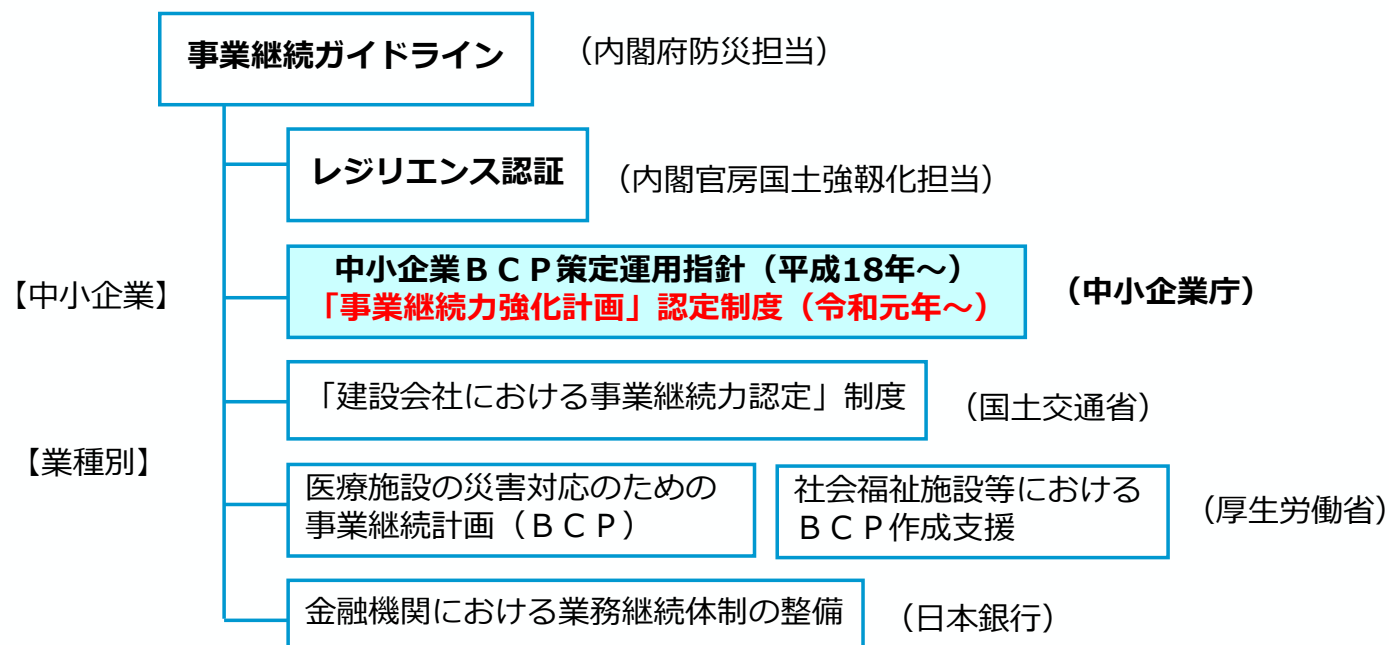 事業継続ガイドライン
（内閣府防災担当）
レジリエンス認証
（内閣官房国土強靱化担当）
【中小企業】
中小企業ＢＣＰ策定運用指針（平成18年～）
「事業継続力強化計画」認定制度（令和元年～）
（中小企業庁）
「建設会社における事業継続力認定」制度
（国土交通省）
【業種別】
医療施設の災害対応のための
事業継続計画（ＢＣＰ）
社会福祉施設等における
ＢＣＰ作成支援
（厚生労働省）
金融機関における業務継続体制の整備
（日本銀行）